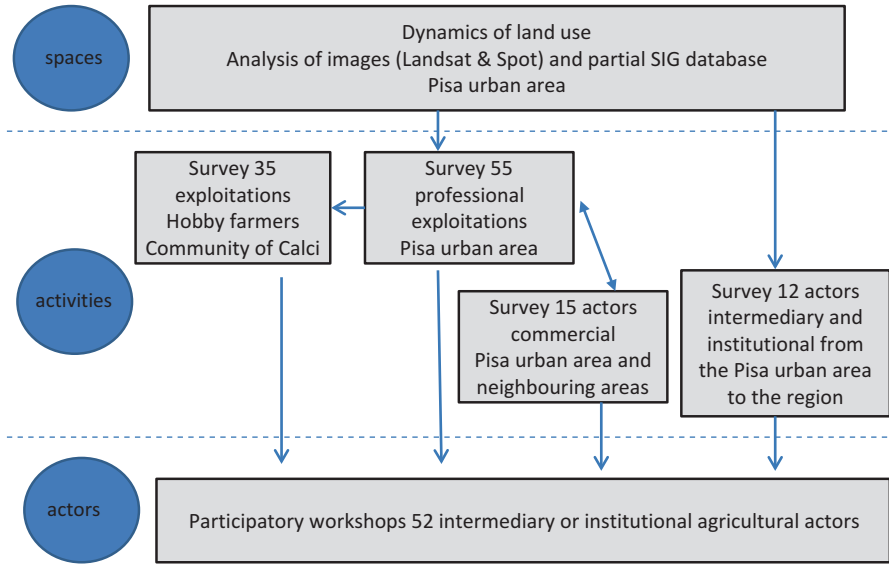 spaces
Dynamics of land use
Analysis of images (Landsat & Spot) and partial SIG database
Pisa urban area
activities
Survey 35
exploitations
Hobby farmers
Community of Calci
Survey 55
professional
exploitations
Pisa urban area
Survey 15 actors
commercial
Pisa urban area and
neighbouring areas
Survey 12 actors
intermediary and
institutional from
the Pisa urban area
to the region
actors
Participatory workshops 52 intermediary or institutional agricultural actors